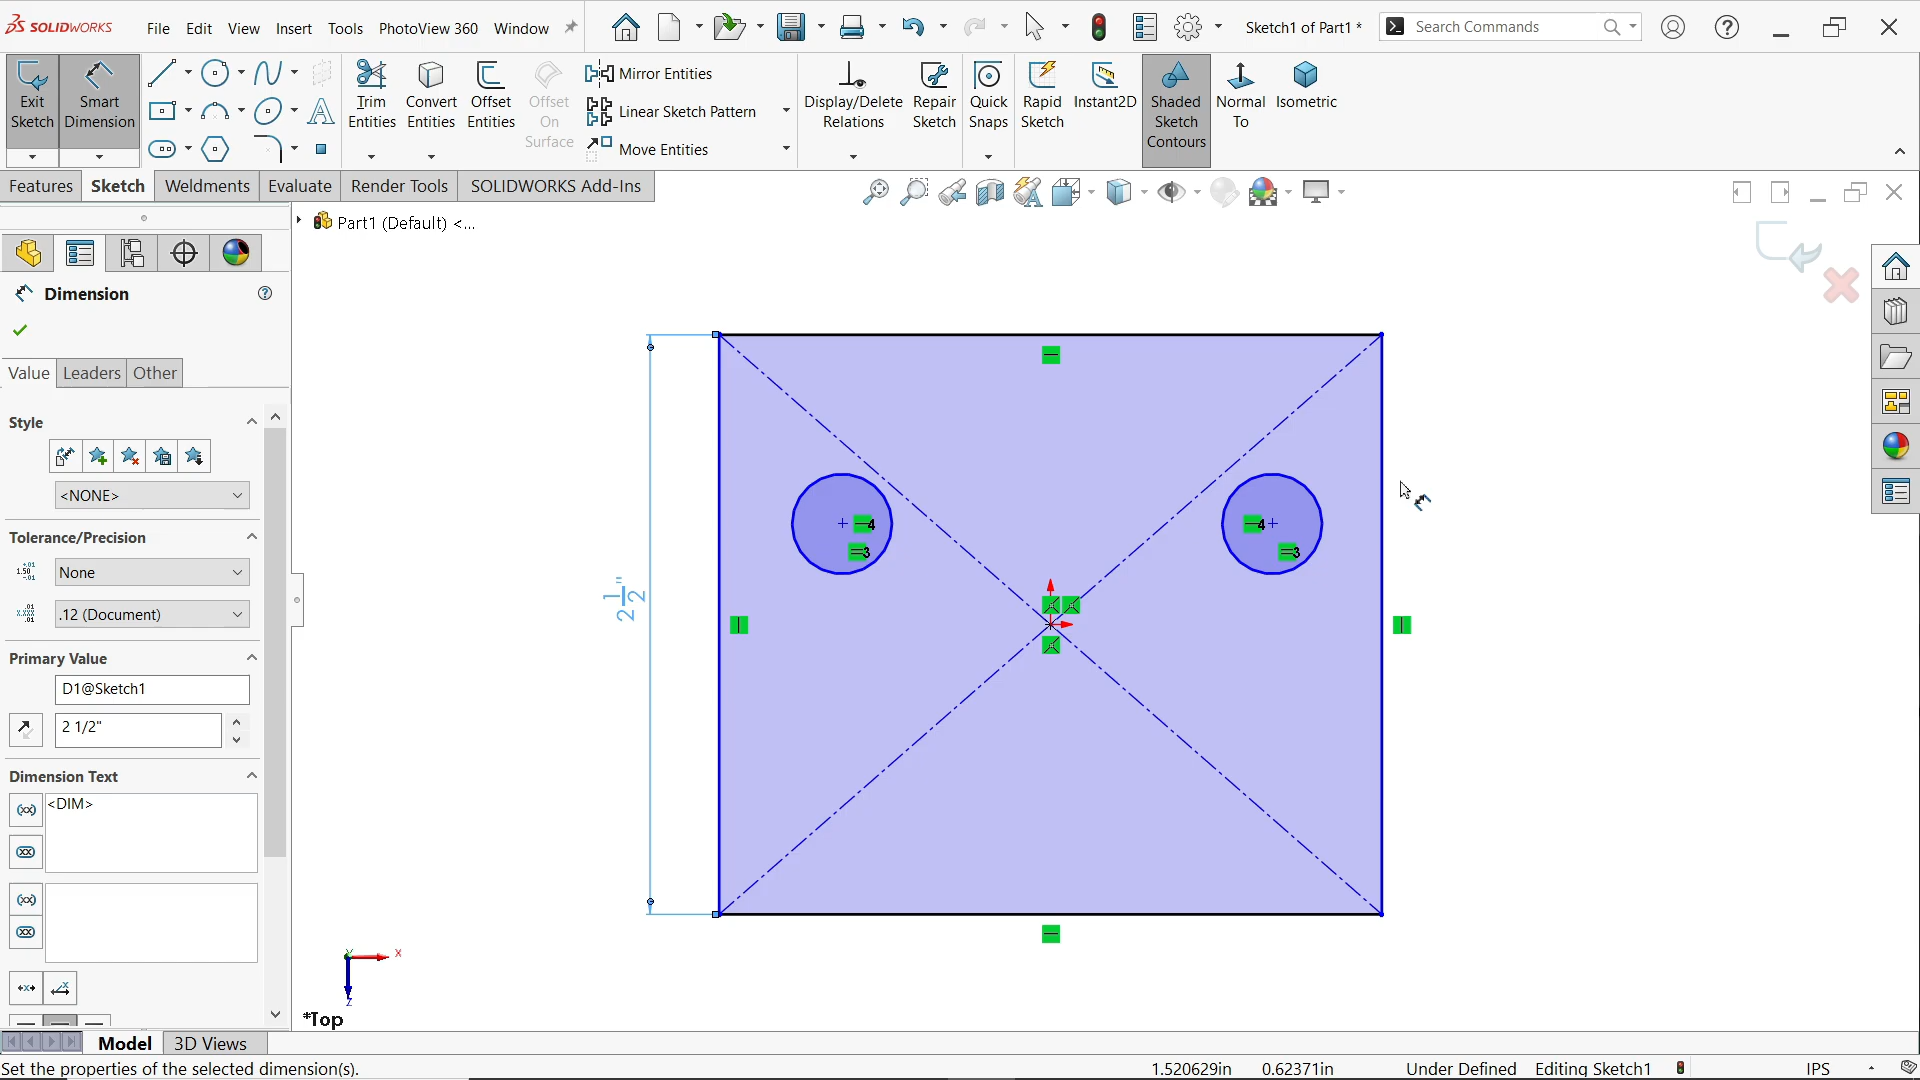 SOLIDWORKS File Edit View Insert Tools PhotoView 360 Window Sketch1 of Part1 * Search Commands
Exit Sketch
Smart Dimension
Trim Entities
Convert Entities
Offset Entities
Offset On Surface
Mirror Entities
Linear Sketch Pattern
Move Entities
Display/Delete Relations
Repair Sketch
Quick Snaps
Rapid Sketch
Instant2D
Shaded Sketch Contours
Normal To
Isometric
Features Sketch Weldments Evaluate Render Tools SOLIDWORKS Add-Ins
Part1 (Default) <...
Dimension
Value Leaders Other
Style
<NONE>
Tolerance/Precision
None
.12 (Document)
Primary Value
D1@Sketch1
2 1/2"
Dimension Text
<DIM>
2 1/2"
4
3
4
3
X
Y
Z
*Top
Model 3D Views
Set the properties of the selected dimension(s). 1.520629in 0.62371in Under Defined Editing Sketch1 IPS